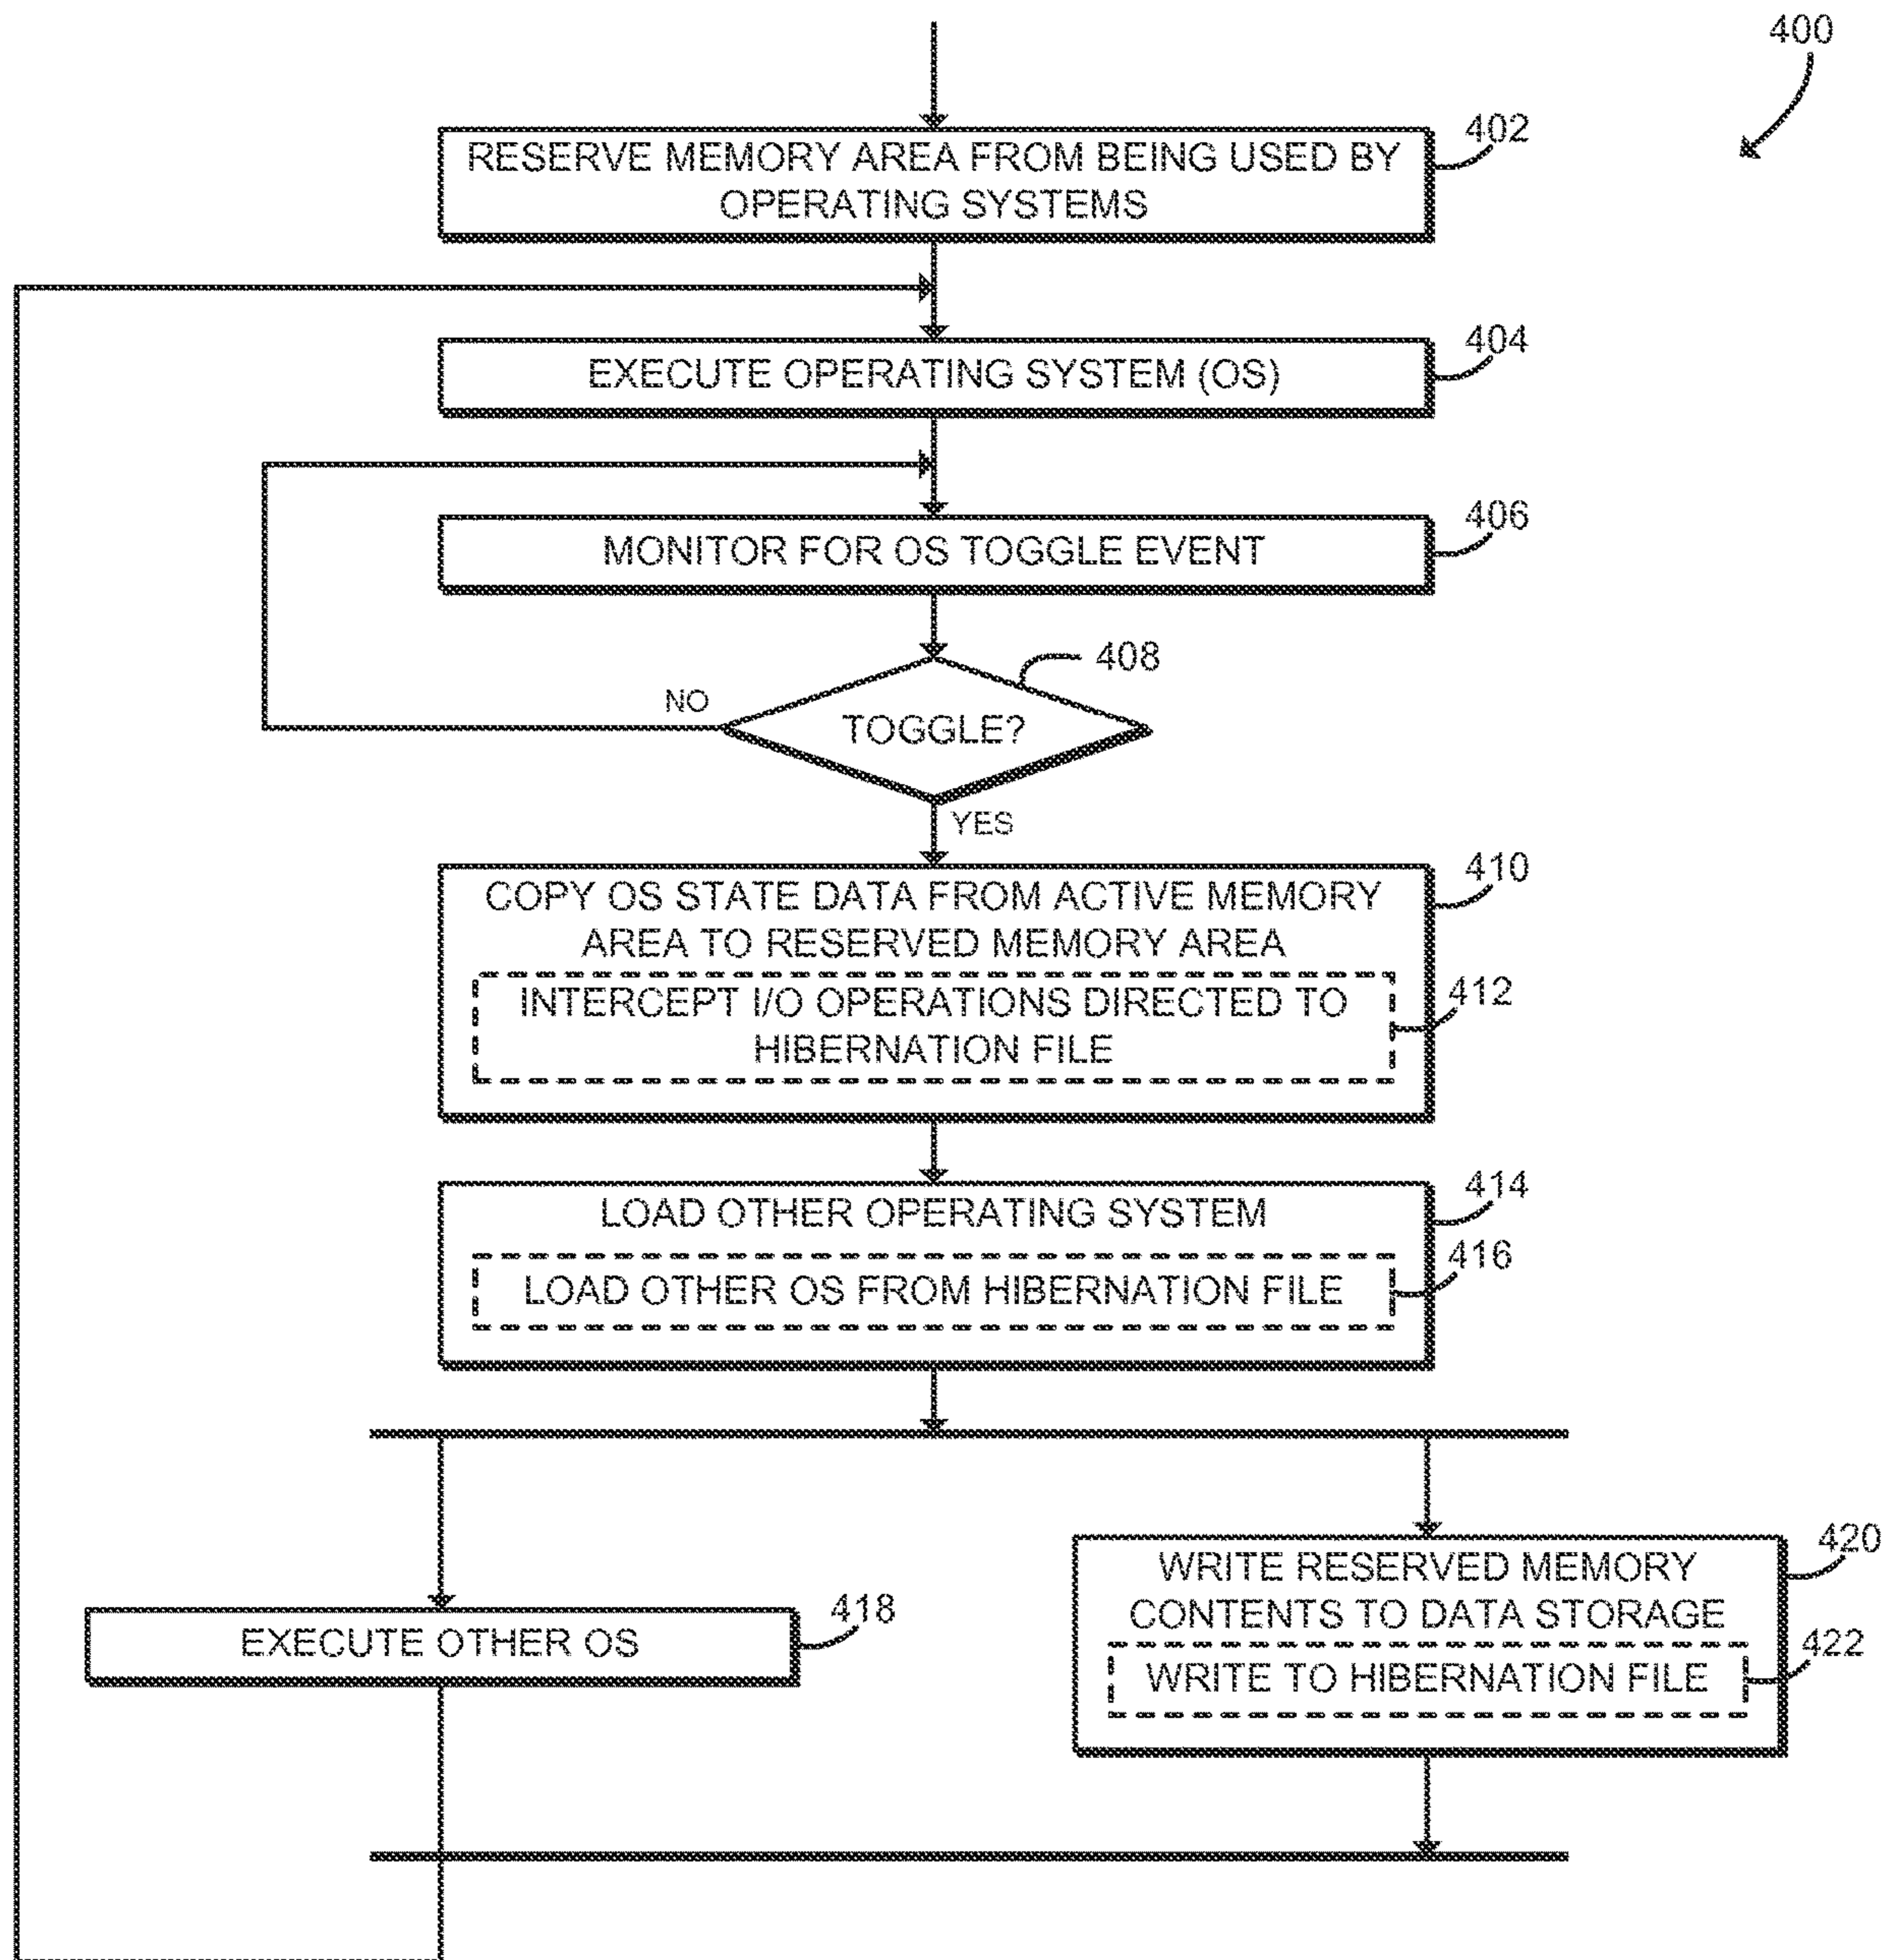 400
402
RESERVE MEMORY AREA FROM BEING USED BY
OPERATING SYSTEMS
404
EXECUTE OPERATING SYSTEM (OS)
406
MONITOR FOR OS TOGGLE EVENT
408
NO
TOGGLE?
YES
410
COPY OS STATE DATA FROM ACTIVE MEMORY
AREA TO RESERVED MEMORY AREA
412
INTERCEPT I/O OPERATIONS DIRECTED TO
HIBERNATION FILE
414
LOAD OTHER OPERATING SYSTEM
416
LOAD OTHER OS FROM HIBERNATION FILE
418
EXECUTE OTHER OS
420
WRITE RESERVED MEMORY
CONTENTS TO DATA STORAGE
422
WRITE TO HIBERNATION FILE